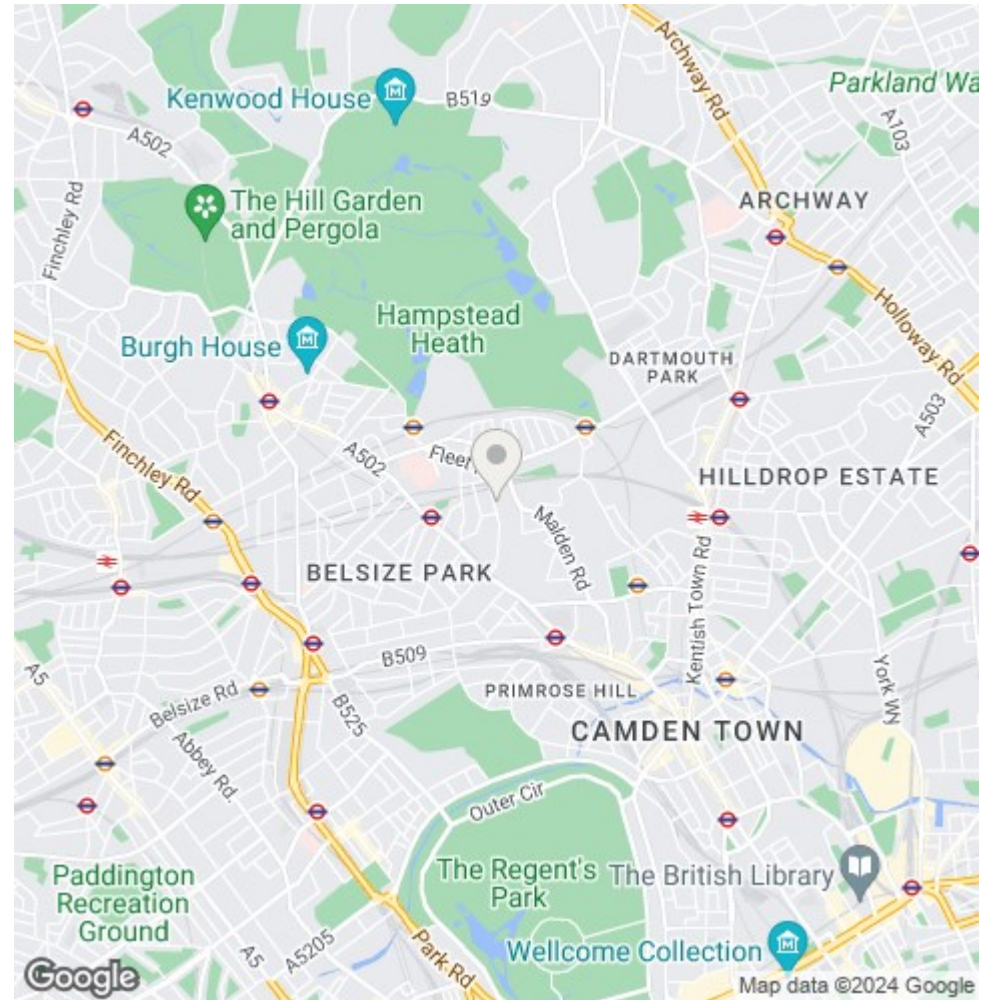 Archway Rd
Parkland Wa
Kenwood House
B519
A103
A502
The Hill Garden
and Pergola
ARCHWAY
Finchley Rd
Holloway Rd
Hampstead
Heath
Burgh House
DARTMOUTH
PARK
A503
A502
Fleet
Finchley Rd
HILLDROP ESTATE
Malden Rd
BELSIZE PARK
Kentish Town Rd
B509
A5
Belsize Rd
B525
PRIMROSE HILL
York WN
CAMDEN TOWN
Abbey Rd.
Outer Cir
The Regent's
Park
The British Library
Paddington
Recreation
Ground
A5
A5205
Park Rd
Wellcome Collection
Google
Map data ©2024 Google